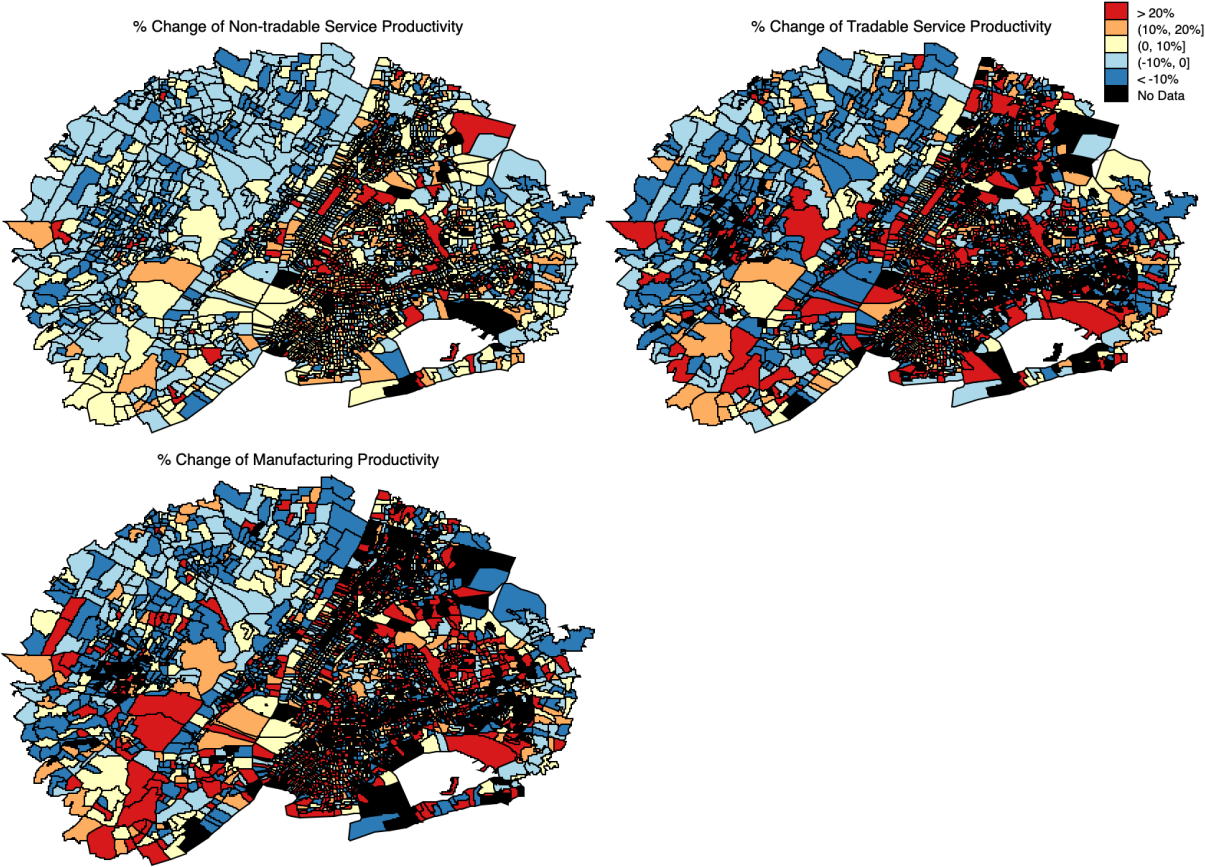 % Change of Non-tradable Service Productivity
% Change of Tradable Service Productivity
> 20%
(10%, 20%]
(0, 10%]
(-10%, 0]
< -10%
No Data
% Change of Manufacturing Productivity